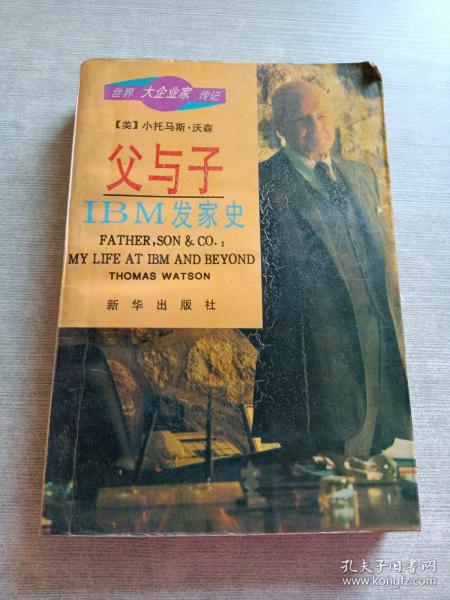 世界 大企业家 传记
【美】小托马斯·沃森
父与子
IBM发家史
FATHER,SON & CO.:
MY LIFE AT IBM AND BEYOND
THOMAS WATSON
新华出版社
孔夫子旧书网
www.kongfz.com